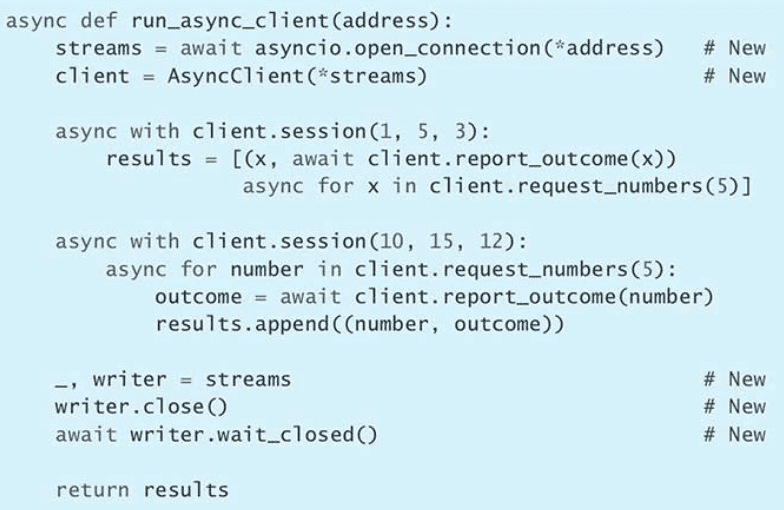 async def run_async_client(address):
    streams = await asyncio.open_connection(*address)   # New
    client = AsyncClient(*streams)                      # New

    async with client.session(1, 5, 3):
        results = [(x, await client.report_outcome(x))
                   async for x in client.request_numbers(5)]

    async with client.session(10, 15, 12):
        async for number in client.request_numbers(5):
            outcome = await client.report_outcome(number)
            results.append((number, outcome))

    _, writer = streams                                 # New
    writer.close()                                      # New
    await writer.wait_closed()                          # New

    return results